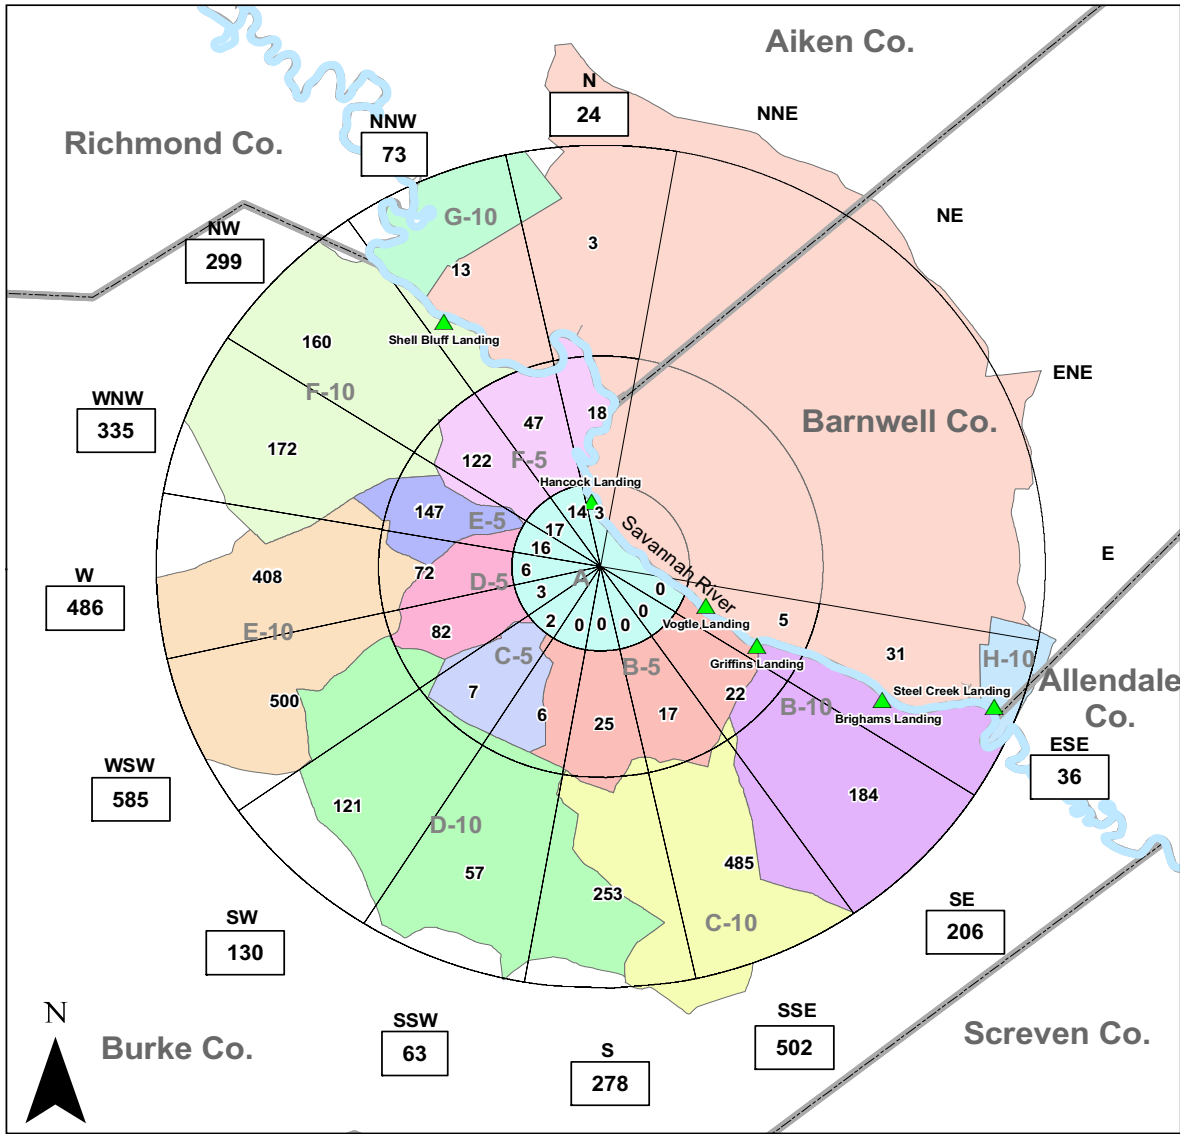 Aiken Co.
N
24
NNE
NNW
73
Richmond Co.
NW
299
G-10
NE
3
13
160
Shell Bluff Landing
ENE
WNW
335
F-10
18
47
Barnwell Co.
172
122
F-5
Hancock Landing
147
E-5
14
3
17
Savannah River
16
E
W
486
408
72
D-5
6
A
3
0
2
0
0
0
0
Vogtle Landing
5
E-10
82
C-5
B-5
Griffins Landing
31
H-10
Allendale
Co.
7
22
Steel Creek Landing
500
6
25
17
B-10
Brighams Landing
ESE
36
WSW
585
121
D-10
184
57
253
485
C-10
SW
130
SE
206
N
SSW
63
S
278
SSE
502
Burke Co.
Screven Co.